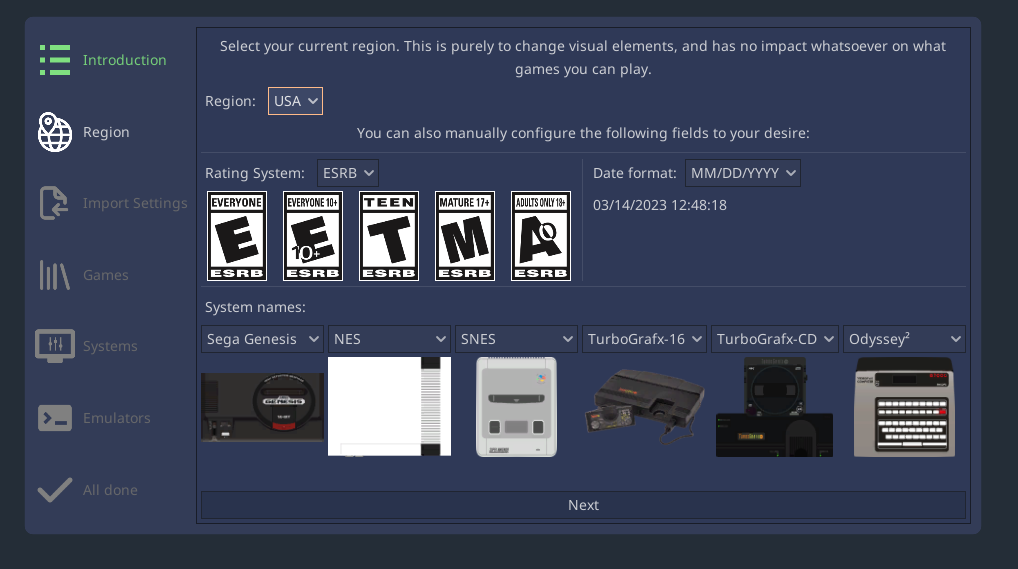 Introduction
Region
Import Settings
Games
Systems
Emulators
All done
Select your current region. This is purely to change visual elements, and has no impact whatsoever on what
games you can play.
Region: USA
You can also manually configure the following fields to your desire:
Rating System: ESRB
EVERYONE E ESRB
EVERYONE 10+ E 10+ ESRB
TEEN T ESRB
MATURE 17+ M ESRB
ADULTS ONLY 18+ AO ESRB
Date format: MM/DD/YYYY
03/14/2023 12:48:18
System names:
Sega Genesis NES SNES TurboGrafx-16 TurboGrafx-CD Odyssey²
GENESIS
Next